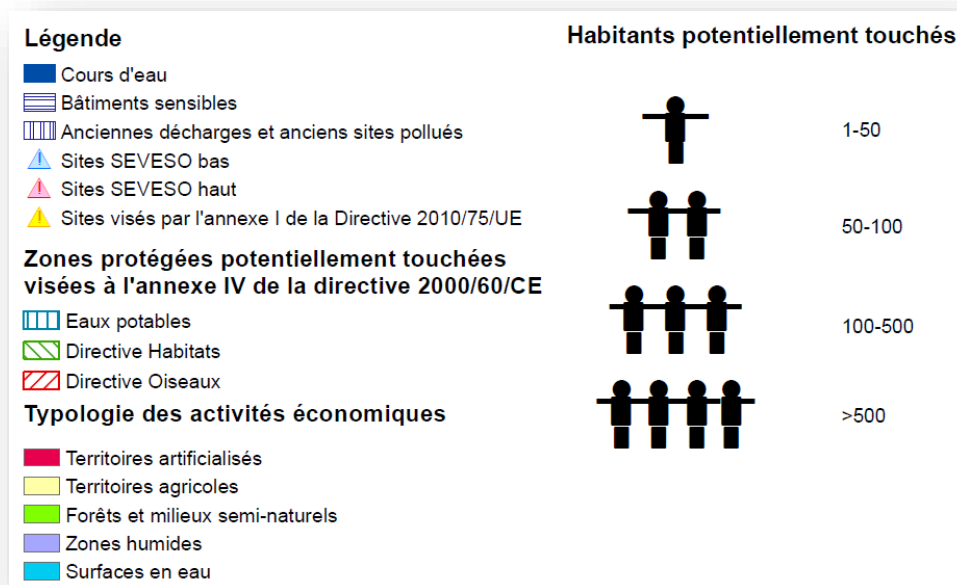 Légende
Cours d'eau
Bâtiments sensibles
Anciennes décharges et anciens sites pollués
Sites SEVESO bas
Sites SEVESO haut
Sites visés par l'annexe I de la Directive 2010/75/UE
Zones protégées potentiellement touchées
visées à l'annexe IV de la directive 2000/60/CE
Eaux potables
Directive Habitats
Directive Oiseaux
Typologie des activités économiques
Territoires artificialisés
Territoires agricoles
Forêts et milieux semi-naturels
Zones humides
Surfaces en eau
Habitants potentiellement touchés
1-50
50-100
100-500
>500